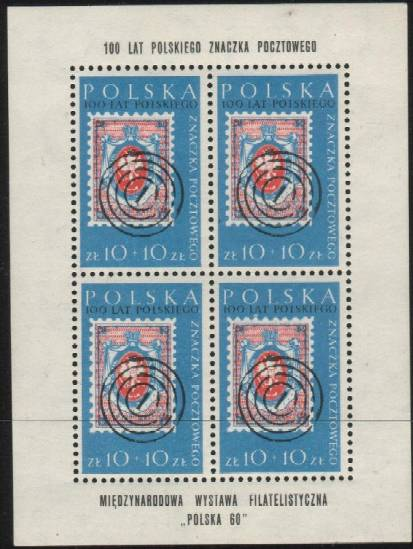 100 LAT POLSKIEGO ZNACZKA POCZTOWEGO
POLSKA
100 LAT POLSKIEGO
ZNACZKA POCZTOWEGO
ZŁ 10 + 10 ZŁ
POLSKA
100 LAT POLSKIEGO
ZNACZKA POCZTOWEGO
ZŁ 10 + 10 ZŁ
POLSKA
100 LAT POLSKIEGO
ZNACZKA POCZTOWEGO
ZŁ 10 + 10 ZŁ
POLSKA
100 LAT POLSKIEGO
ZNACZKA POCZTOWEGO
ZŁ 10 + 10 ZŁ
MIĘDZYNARODOWA WYSTAWA FILATELISTYCZNA
„POLSKA 60"